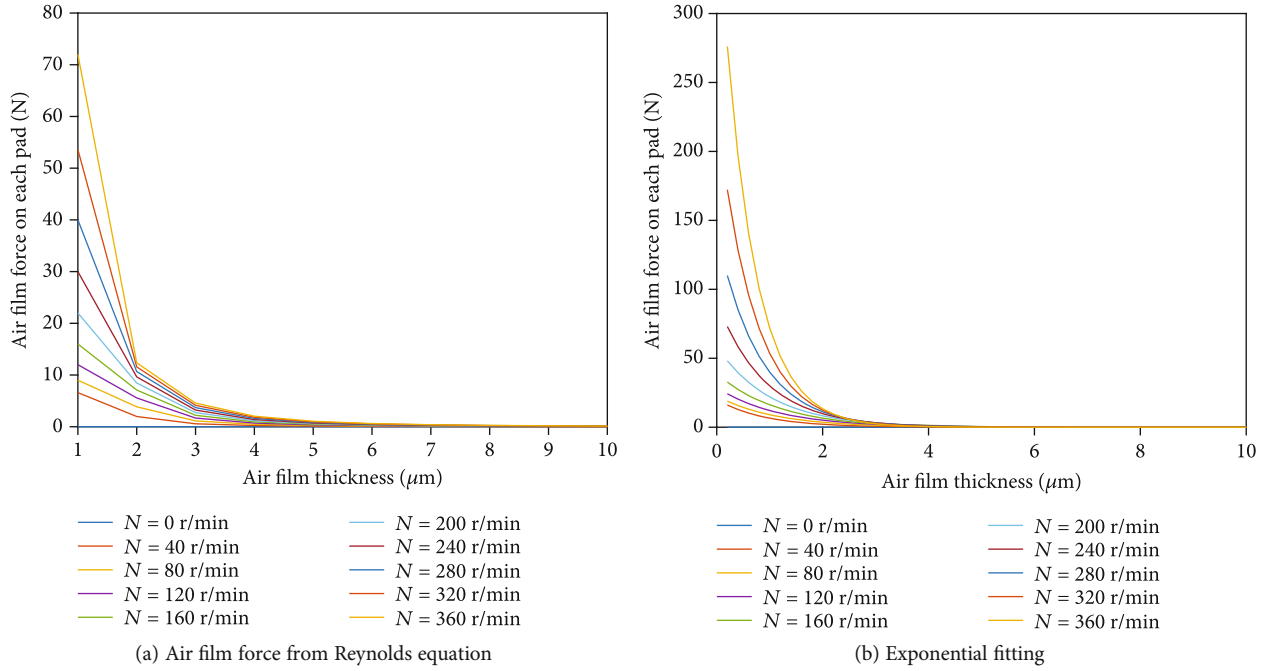 80
70
60
50
40
30
20
10
0
Air film force on each pad (N)
1 2 3 4 5 6 7 8 9 10
Air film thickness (μm)
N = 0 r/min
N = 40 r/min
N = 80 r/min
N = 120 r/min
N = 160 r/min
N = 200 r/min
N = 240 r/min
N = 280 r/min
N = 320 r/min
N = 360 r/min
(a) Air film force from Reynolds equation
300
250
200
150
100
50
0
Air film force on each pad (N)
0 2 4 6 8 10
Air film thickness (μm)
N = 0 r/min
N = 40 r/min
N = 80 r/min
N = 120 r/min
N = 160 r/min
N = 200 r/min
N = 240 r/min
N = 280 r/min
N = 320 r/min
N = 360 r/min
(b) Exponential fitting